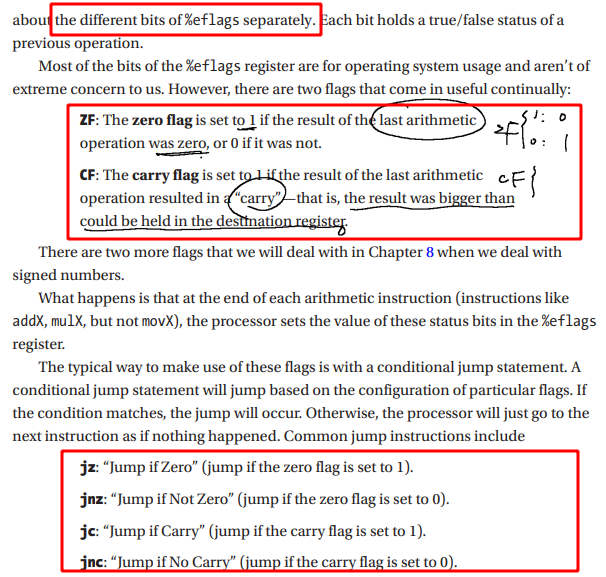 about the different bits of %eflags separately. Each bit holds a true/false status of a
previous operation.
Most of the bits of the %eflags register are for operating system usage and aren't of
extreme concern to us. However, there are two flags that come in useful continually:
ZF: The zero flag is set to 1 if the result of the last arithmetic
operation was zero, or 0 if it was not.
ZF{ 1: 0
0: 1
CF: The carry flag is set to 1 if the result of the last arithmetic
operation resulted in a “carry”—that is, the result was bigger than
could be held in the destination register.
CF{
There are two more flags that we will deal with in Chapter 8 when we deal with
signed numbers.
What happens is that at the end of each arithmetic instruction (instructions like
addX, mulX, but not movX), the processor sets the value of these status bits in the %eflags
register.
The typical way to make use of these flags is with a conditional jump statement. A
conditional jump statement will jump based on the configuration of particular flags. If
the condition matches, the jump will occur. Otherwise, the processor will just go to the
next instruction as if nothing happened. Common jump instructions include
jz: “Jump if Zero” (jump if the zero flag is set to 1).
jnz: “Jump if Not Zero” (jump if the zero flag is set to 0).
jc: “Jump if Carry” (jump if the carry flag is set to 1).
jnc: “Jump if No Carry” (jump if the carry flag is set to 0).